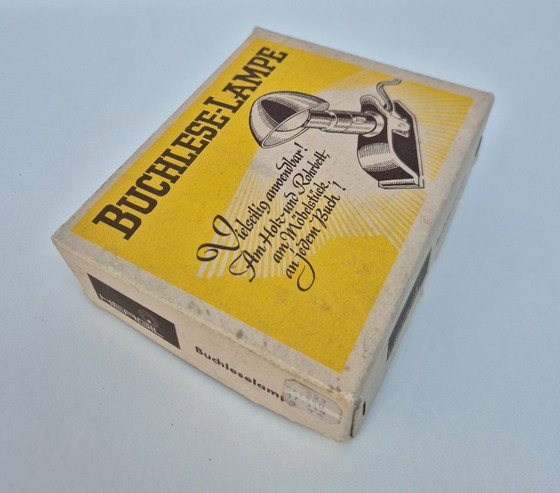 BUCHLESE-LAMPE
Vielseitig anwendbar!
Am Holz- und Rohrbett,
am Möbelstück,
an jedem Buch!
Buchleselampe